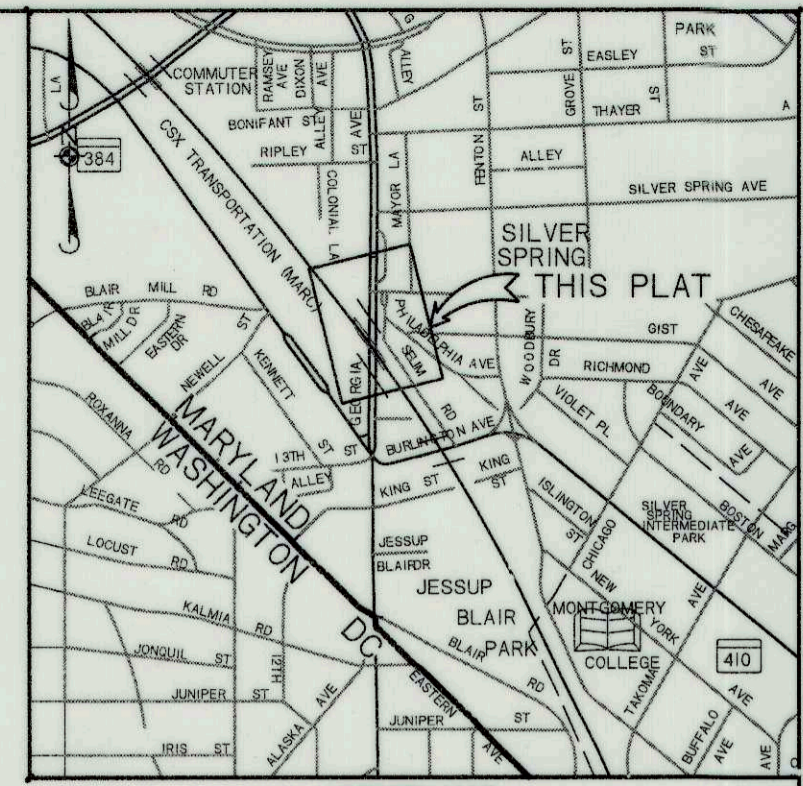 PARK
ST
EASLEY
GROVE
ST
ST
THAYER
A
G
ALLEY
LA
COMMUTER
STATION
RAMSEY
AVE
DIXON
AVE
BONIFANT ST
ALLEY
AVE
RIPLEY
ST
384
CSX TRANSPORTATION (MARC)
COLONIAL LA
MAYOR LA
FENTON
ST
ALLEY
SILVER SPRING AVE
SILVER
SPRING
THIS PLAT
BLAIR MILL RD
MILL DR
EASTERN
DR
NEWELL
ST
KENNETT
ST
GEORGIA
PHILADELPHIA AVE
SELIM
RD
WOODBURY
DR
GIST
AVE
CHESAPEAKE
AVE
RICHMOND
VIOLET PL
BOUNDARY
AVE
AVE
ROXANNA
RD
MARYLAND
WASHINGTON
13TH
ST
ALLEY
BURLINGTON AVE
KING ST
KING
ST
ISLINGTON
CHICAGO
SILVER
SPRING
INTERMEDIATE
PARK
BOSTON
LEEGATE
RD
LOCUST
RD
JESSUP
BLAIR DR
JESSUP
BLAIR
PARK
MONTGOMERY
COLLEGE
NEW
YORK
AVE
AVE
410
KALMIA
RD
DC
JONQUIL
ST
12TH
BLAIR
RD
EASTERN
AVE
TAKOMA
JUNIPER
ST
ALASKA AVE
JUNIPER
ST
BUFFALO
AVE
AVE
IRIS
ST